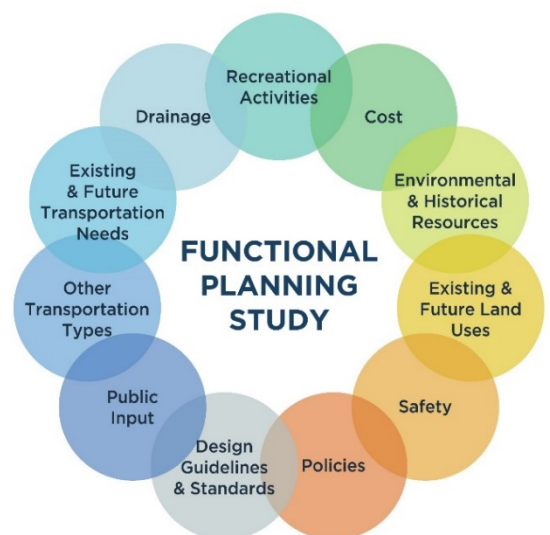 Recreational
Activities
Cost
Environmental
& Historical
Resources
Existing &
Future Land
Uses
Safety
Policies
Design
Guidelines
& Standards
Public
Input
Other
Transportation
Types
Existing
& Future
Transportation
Needs
Drainage
FUNCTIONAL
PLANNING
STUDY